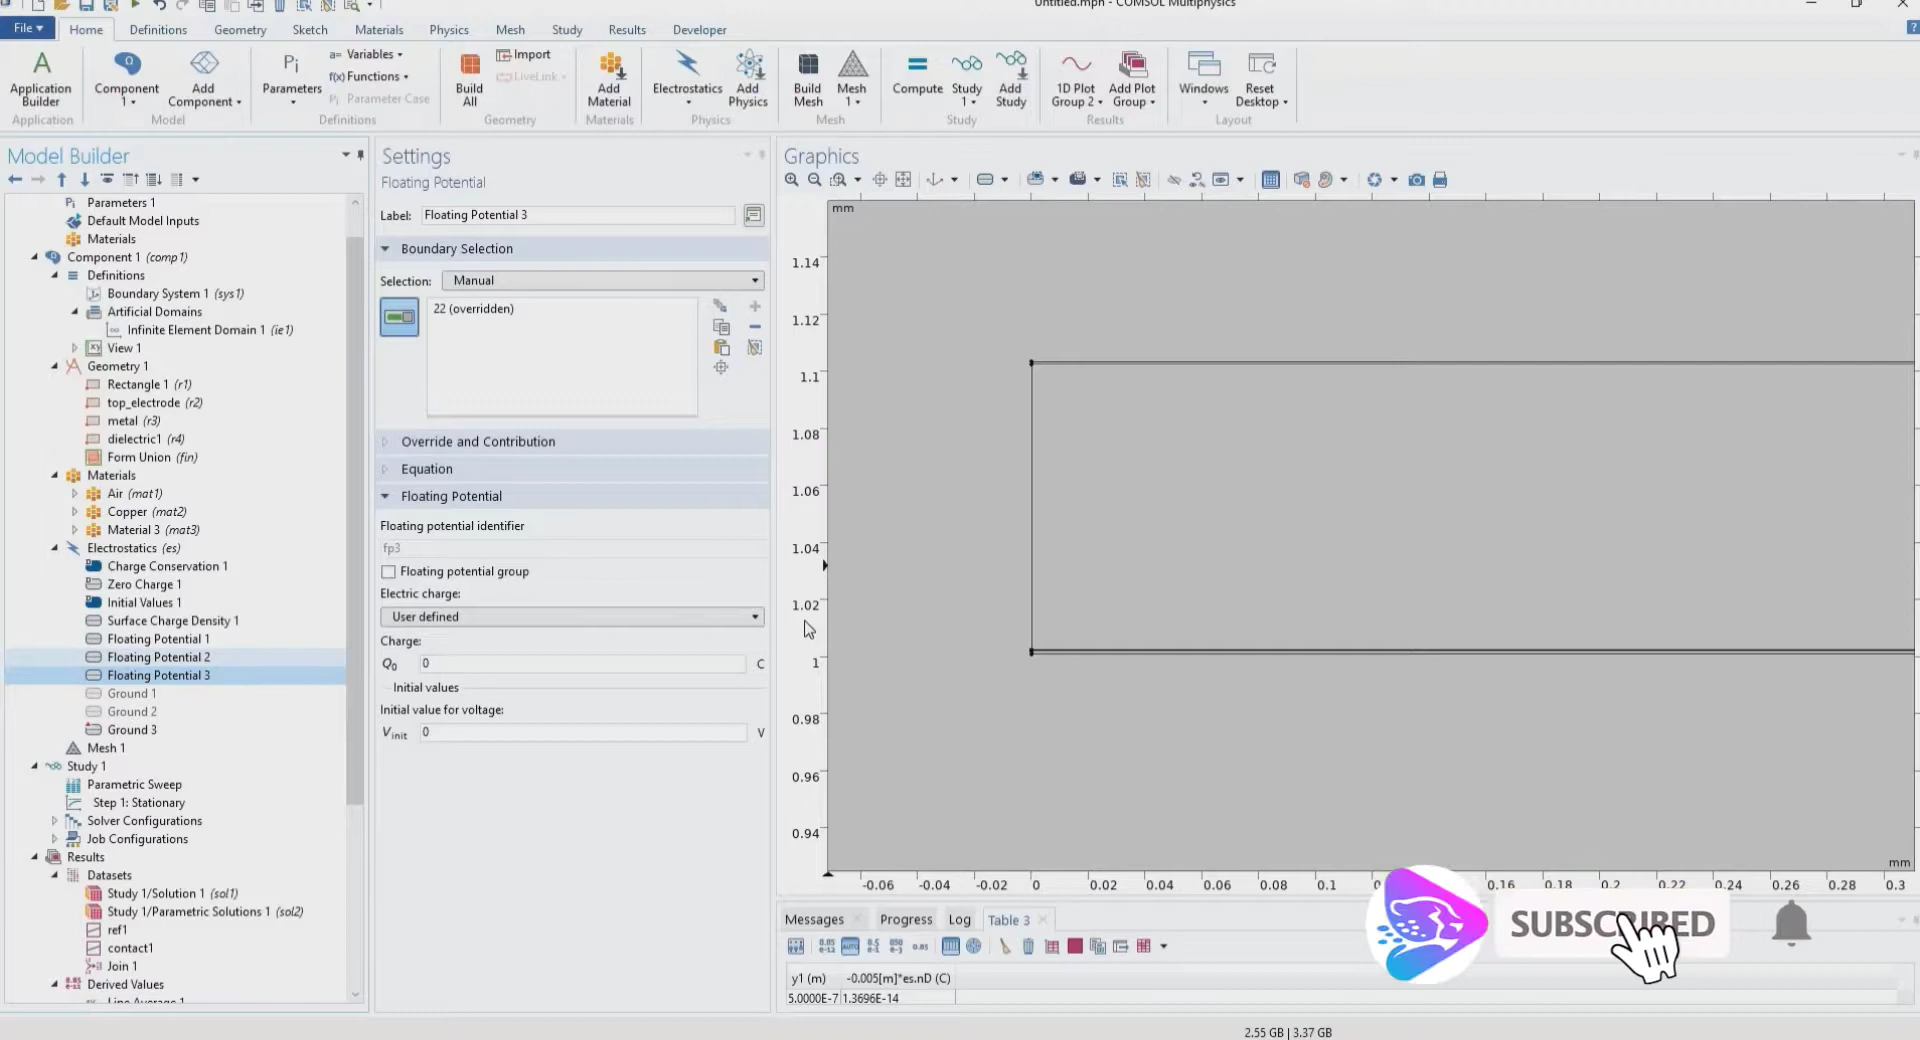 Untitled.mph - COMSOL Multiphysics
File Home Definitions Geometry Sketch Materials Physics Mesh Study Results Developer
Application Builder
Component 1
Add Component
Parameters
a= Variables
f(x) Functions
Pi Parameter Case
Build All
Import
LiveLink
Add Material
Electrostatics
Add Physics
Build Mesh
Mesh 1
Compute
Study 1
Add Study
1D Plot Group 2
Add Plot Group
Windows
Reset Desktop
Application Model Definitions Geometry Materials Physics Mesh Study Results Layout
Model Builder
Pi Parameters 1
Default Model Inputs
Materials
Component 1 (comp1)
Definitions
Boundary System 1 (sys1)
Artificial Domains
Infinite Element Domain 1 (ie1)
View 1
Geometry 1
Rectangle 1 (r1)
top_electrode (r2)
metal (r3)
dielectric1 (r4)
Form Union (fin)
Materials
Air (mat1)
Copper (mat2)
Material 3 (mat3)
Electrostatics (es)
Charge Conservation 1
Zero Charge 1
Initial Values 1
Surface Charge Density 1
Floating Potential 1
Floating Potential 2
Floating Potential 3
Ground 1
Ground 2
Ground 3
Mesh 1
Study 1
Parametric Sweep
Step 1: Stationary
Solver Configurations
Job Configurations
Results
Datasets
Study 1/Solution 1 (sol1)
Study 1/Parametric Solutions 1 (sol2)
ref1
contact1
Join 1
Derived Values
Line Average 1
Settings
Floating Potential
Label: Floating Potential 3
Boundary Selection
Selection: Manual
22 (overridden)
Override and Contribution
Equation
Floating Potential
Floating potential identifier
fp3
Floating potential group
Electric charge:
User defined
Charge:
Q0 0 C
Initial values
Initial value for voltage:
Vinit 0 V
Graphics
mm
1.14
1.12
1.1
1.08
1.06
1.04
1.02
1
0.98
0.96
0.94
mm
-0.06 -0.04 -0.02 0 0.02 0.04 0.06 0.08 0.1 0.16 0.18 0.2 0.22 0.24 0.26 0.28 0.3
Messages Progress Log Table 3
y1 (m) -0.005[m]*es.nD (C)
5.0000E-7 1.3696E-14
SUBSCRIBED
2.55 GB | 3.37 GB